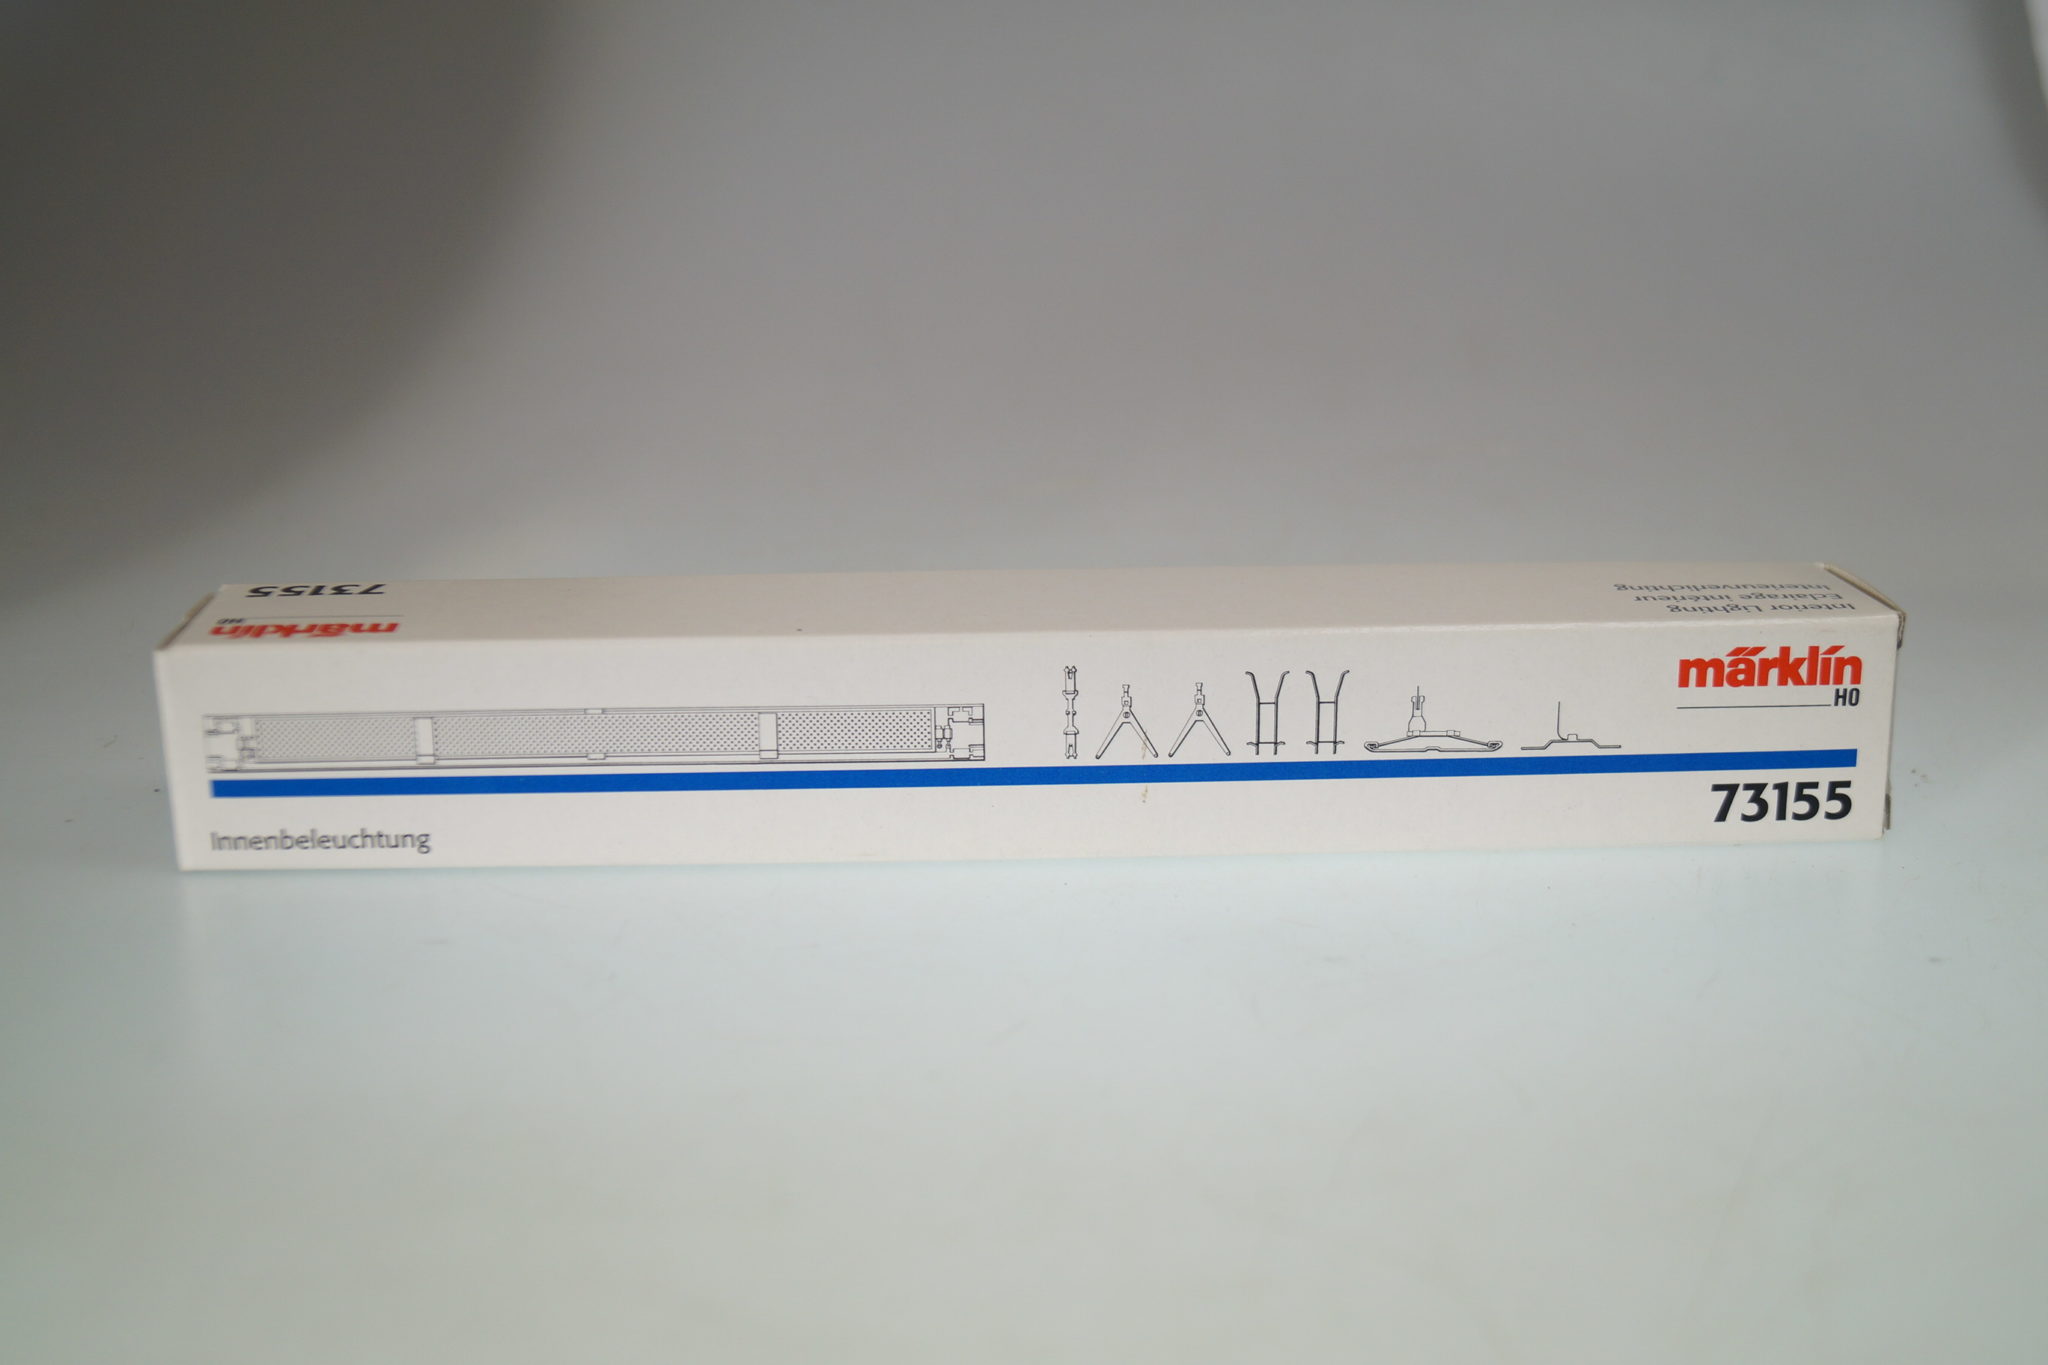 73155
märklin
H0
Interior Lighting
Eclairage intérieur
Interieurverlichting
märklin
H0
73155
Innenbeleuchtung